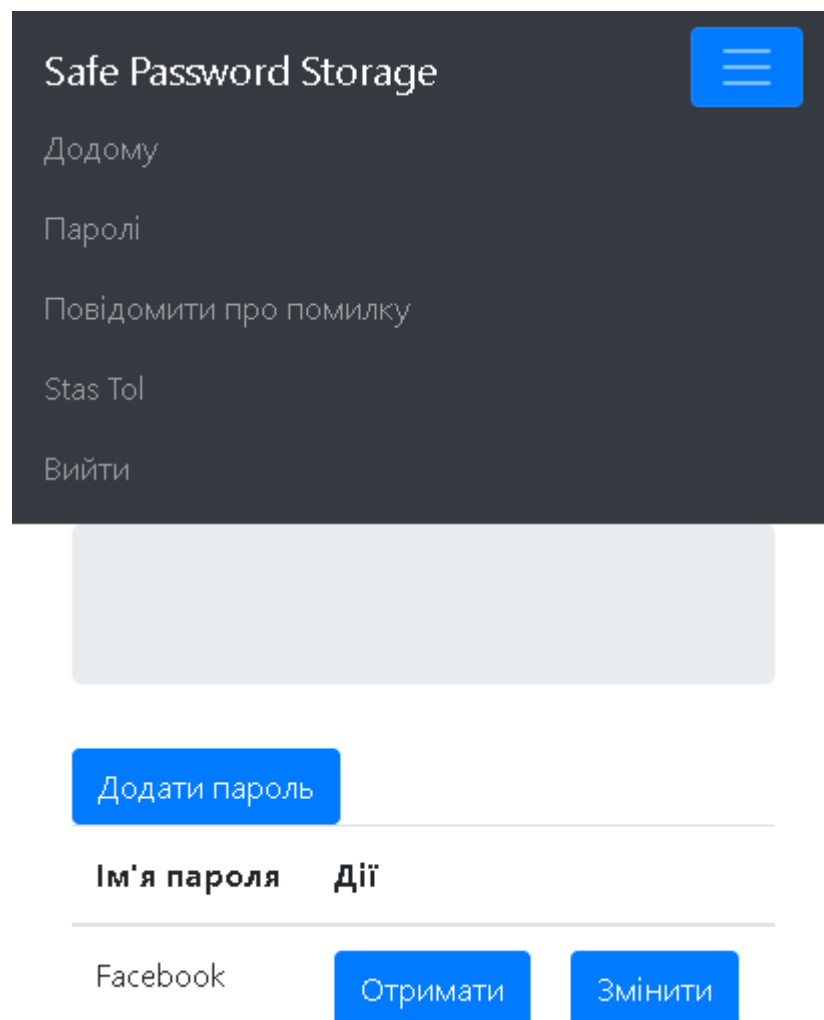 Safe Password Storage
Додому
Паролі
Повідомити про помилку
Stas Tol
Вийти
Додати пароль
Ім'я пароля Дії
Facebook Отримати Змінити